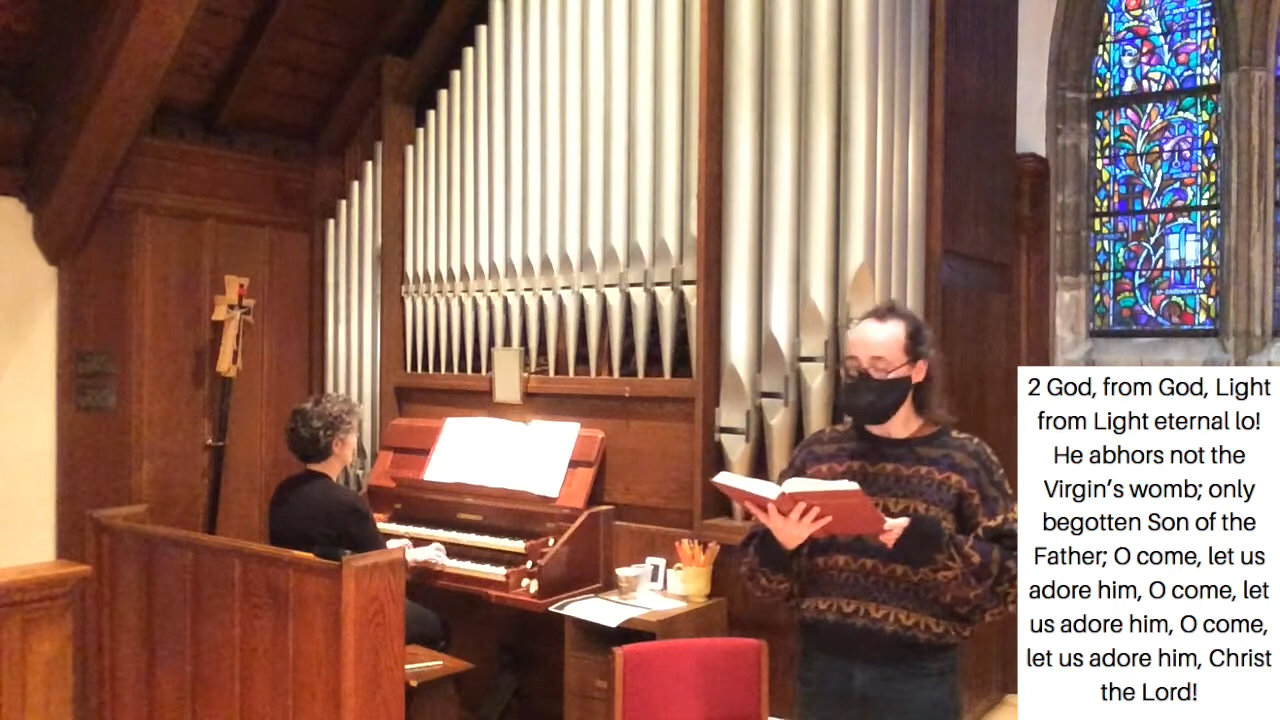 2 God, from God, Light
from Light eternal lo!
He abhors not the
Virgin’s womb; only
begotten Son of the
Father; O come, let us
adore him, O come, let
us adore him, O come,
let us adore him, Christ
the Lord!